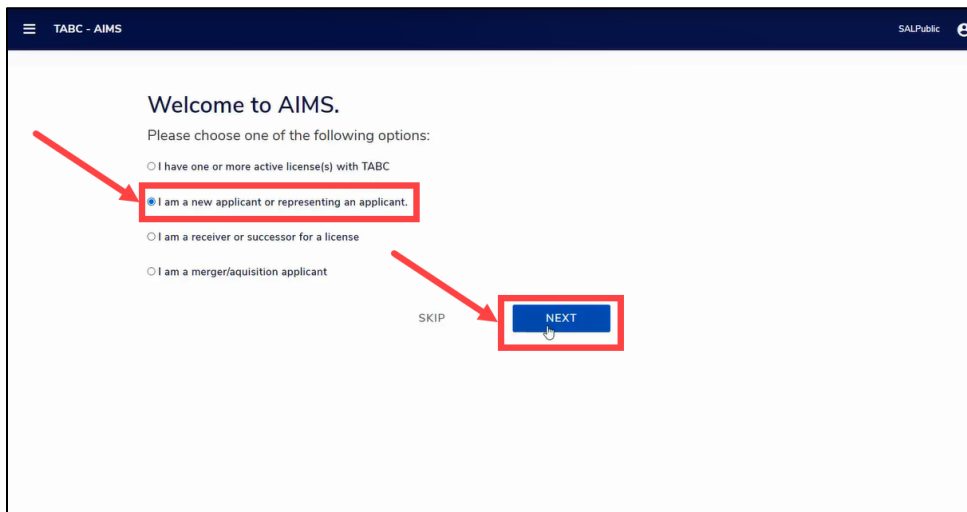 TABC - AIMS
SALPublic
Welcome to AIMS.
Please choose one of the following options:
I have one or more active license(s) with TABC
I am a new applicant or representing an applicant.
I am a receiver or successor for a license
I am a merger/aquisition applicant
SKIP
NEXT